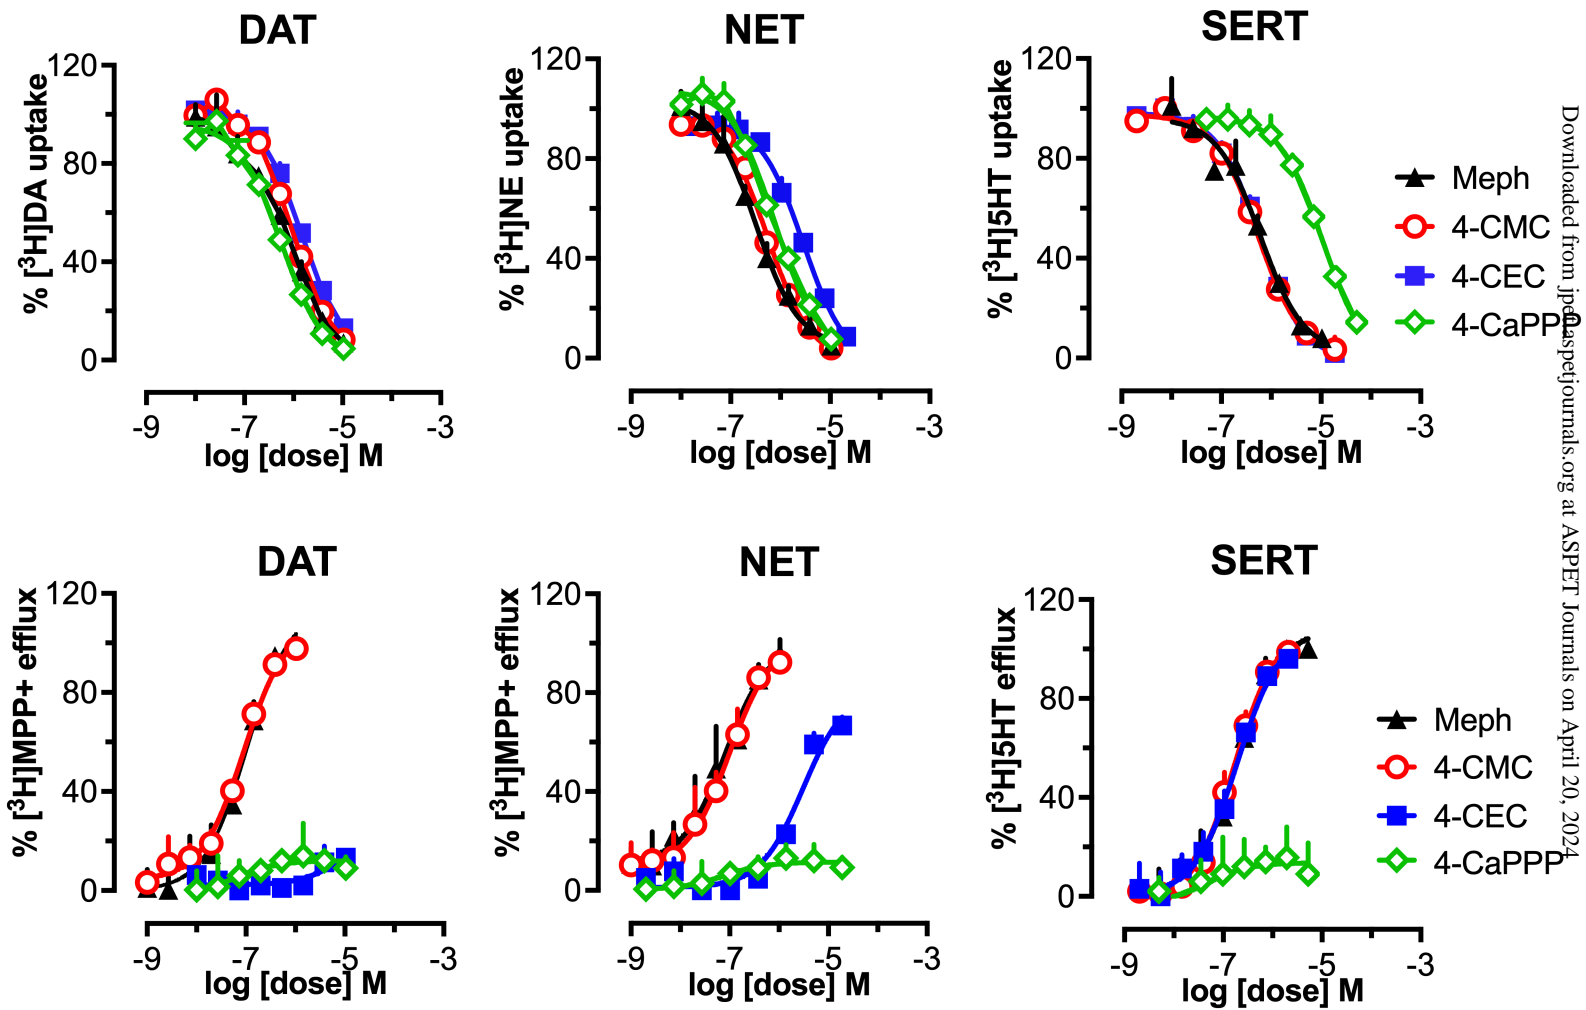 DAT
NET
SERT
% [³H]DA uptake
120
80
40
0
-9
-7
-5
-3
log [dose] M
% [³H]NE uptake
120
80
40
0
-9
-7
-5
-3
log [dose] M
% [³H]5HT uptake
120
80
40
0
-9
-7
-5
-3
log [dose] M
Meph
4-CMC
4-CEC
4-CaPPP
DAT
NET
SERT
% [³H]MPP+ efflux
120
80
40
0
-9
-7
-5
-3
log [dose] M
% [³H]MPP+ efflux
120
80
40
0
-9
-7
-5
-3
log [dose] M
% [³H]5HT efflux
120
80
40
0
-9
-7
-5
-3
log [dose] M
Meph
4-CMC
4-CEC
4-CaPPP
Downloaded from jpet.aspetjournals.org at ASPET Journals on April 20, 2024